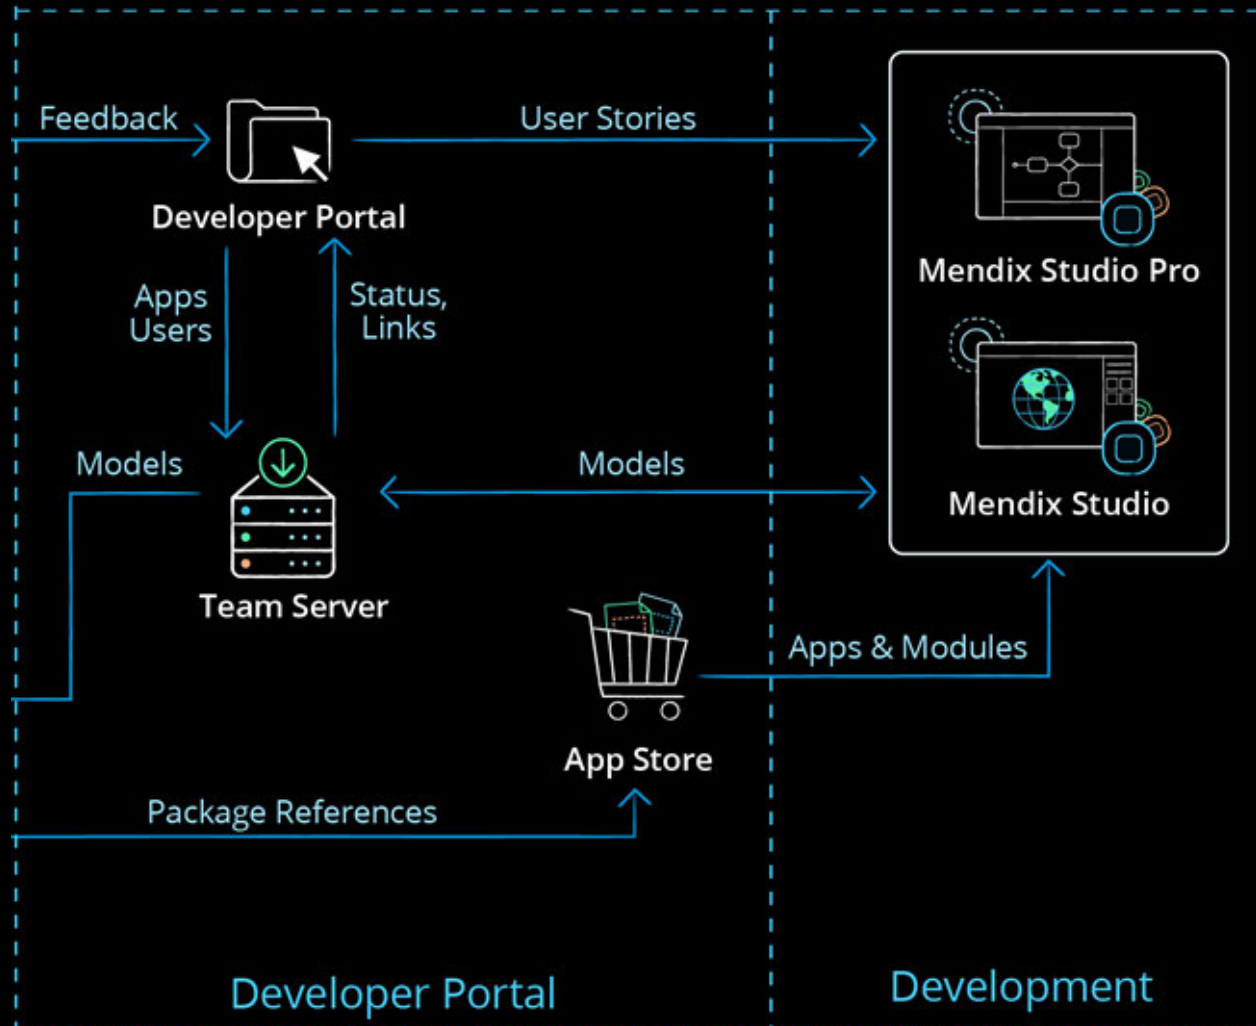 Feedback
User Stories
Developer Portal
Mendix Studio Pro
Apps
Users
Status,
Links
Models
Models
Mendix Studio
Team Server
Apps & Modules
App Store
Package References
Developer Portal
Development